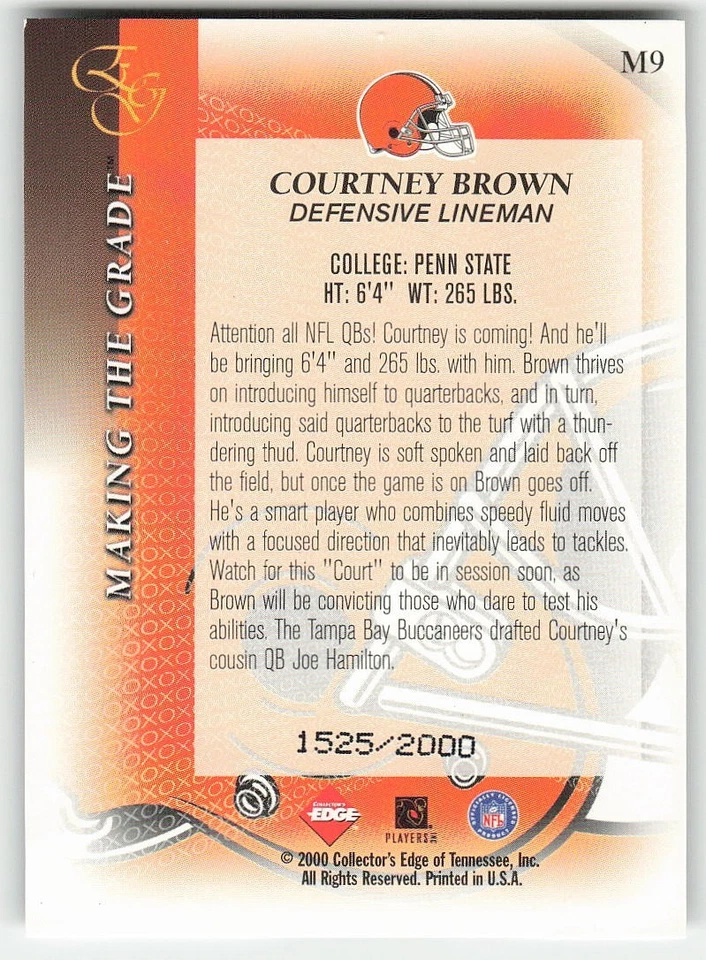 M9
EG
MAKING THE GRADE™
COURTNEY BROWN
DEFENSIVE LINEMAN
COLLEGE: PENN STATE
HT: 6'4" WT: 265 LBS.
Attention all NFL QBs! Courtney is coming! And he'll
be bringing 6'4" and 265 lbs. with him. Brown thrives
on introducing himself to quarterbacks, and in turn,
introducing said quarterbacks to the turf with a thun-
dering thud. Courtney is soft spoken and laid back off
the field, but once the game is on Brown goes off.
He's a smart player who combines speedy fluid moves
with a focused direction that inevitably leads to tackles.
Watch for this "Court" to be in session soon, as
Brown will be convicting those who dare to test his
abilities. The Tampa Bay Buccaneers drafted Courtney's
cousin QB Joe Hamilton.
1525/2000
COLLECTOR'S
EDGE
PLAYERS INC
OFFICIALLY LICENSED
NFL
PRODUCT
© 2000 Collector's Edge of Tennessee, Inc.
All Rights Reserved. Printed in U.S.A.